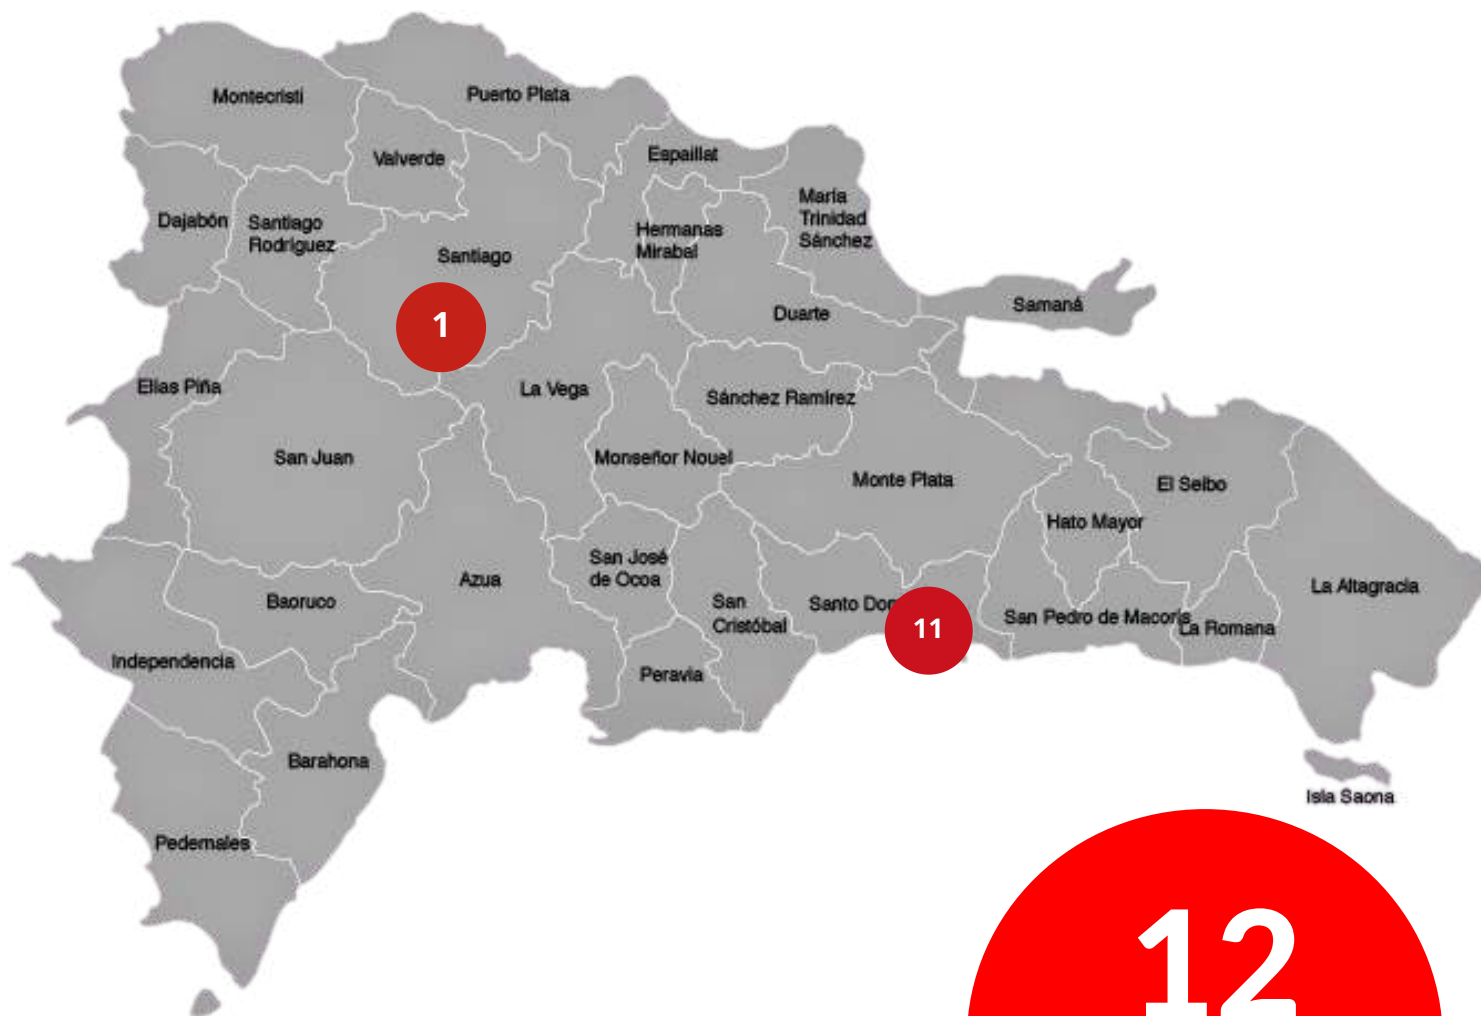 Montecristi
Puerto Plata
Valverde
Espaillat
Dajabón
Santiago
Rodríguez
María
Trinidad
Sánchez
Hermanas
Mirabal
Santiago
Samaná
Duarte
1
Elías Piña
La Vega
Sánchez Ramírez
San Juan
Monseñor Nouel
Monte Plata
El Seibo
Hato Mayor
San José
de Ocoa
Azua
La Altagracia
Baoruco
San
Cristóbal
Santo Dor
11
San Pedro de Macorís
La Romana
Independencia
Peravia
Barahona
Isla Saona
Pedernales
12